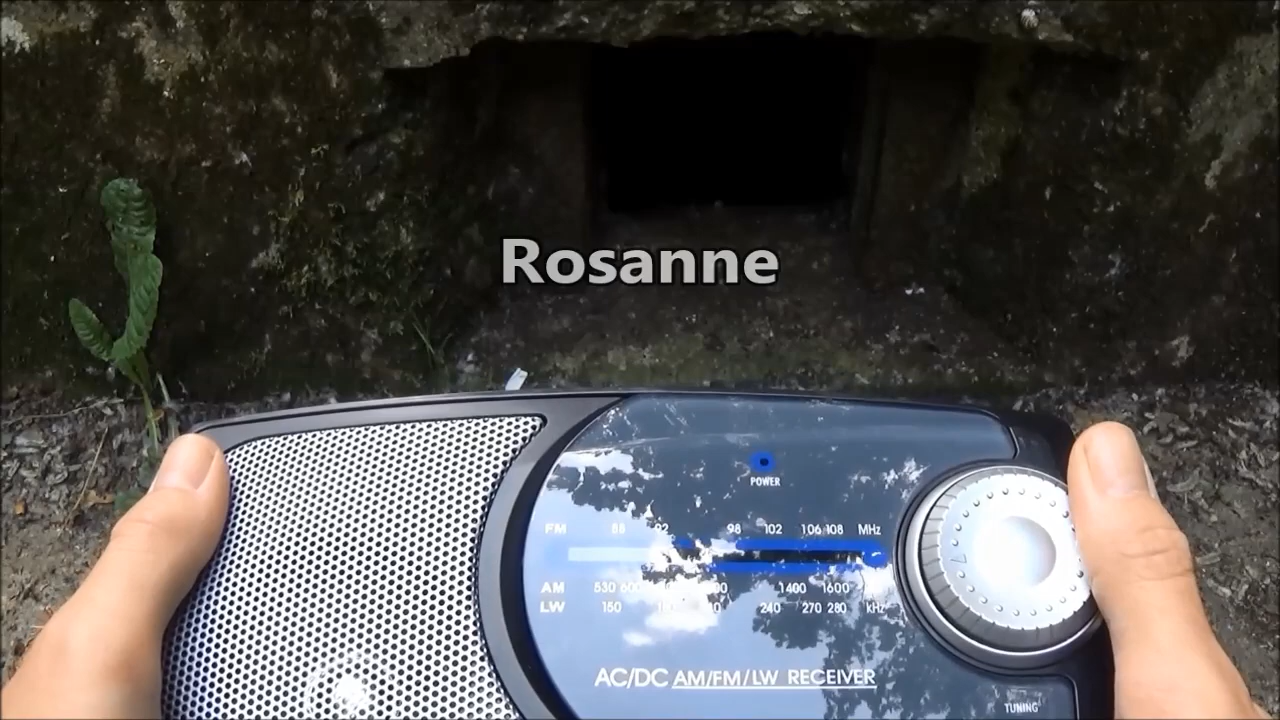 Rosanne
POWER
FM 88 92 98 102 106 108 MHz
AM 530 600 1400 1600
LW 150 240 270 280 kHz
AC/DC AM/FM/LW RECEIVER
TUNING